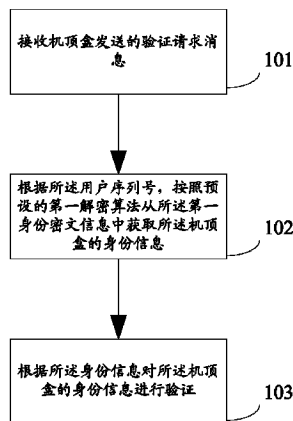 接收机顶盒发送的验证请求消
息
101
根据所述用户序列号，按照预
设的第一解密算法从所述第一
身份密文信息中获取所述机顶
盒的身份信息
102
根据所述身份信息对所述机顶
盒的身份信息进行验证
103